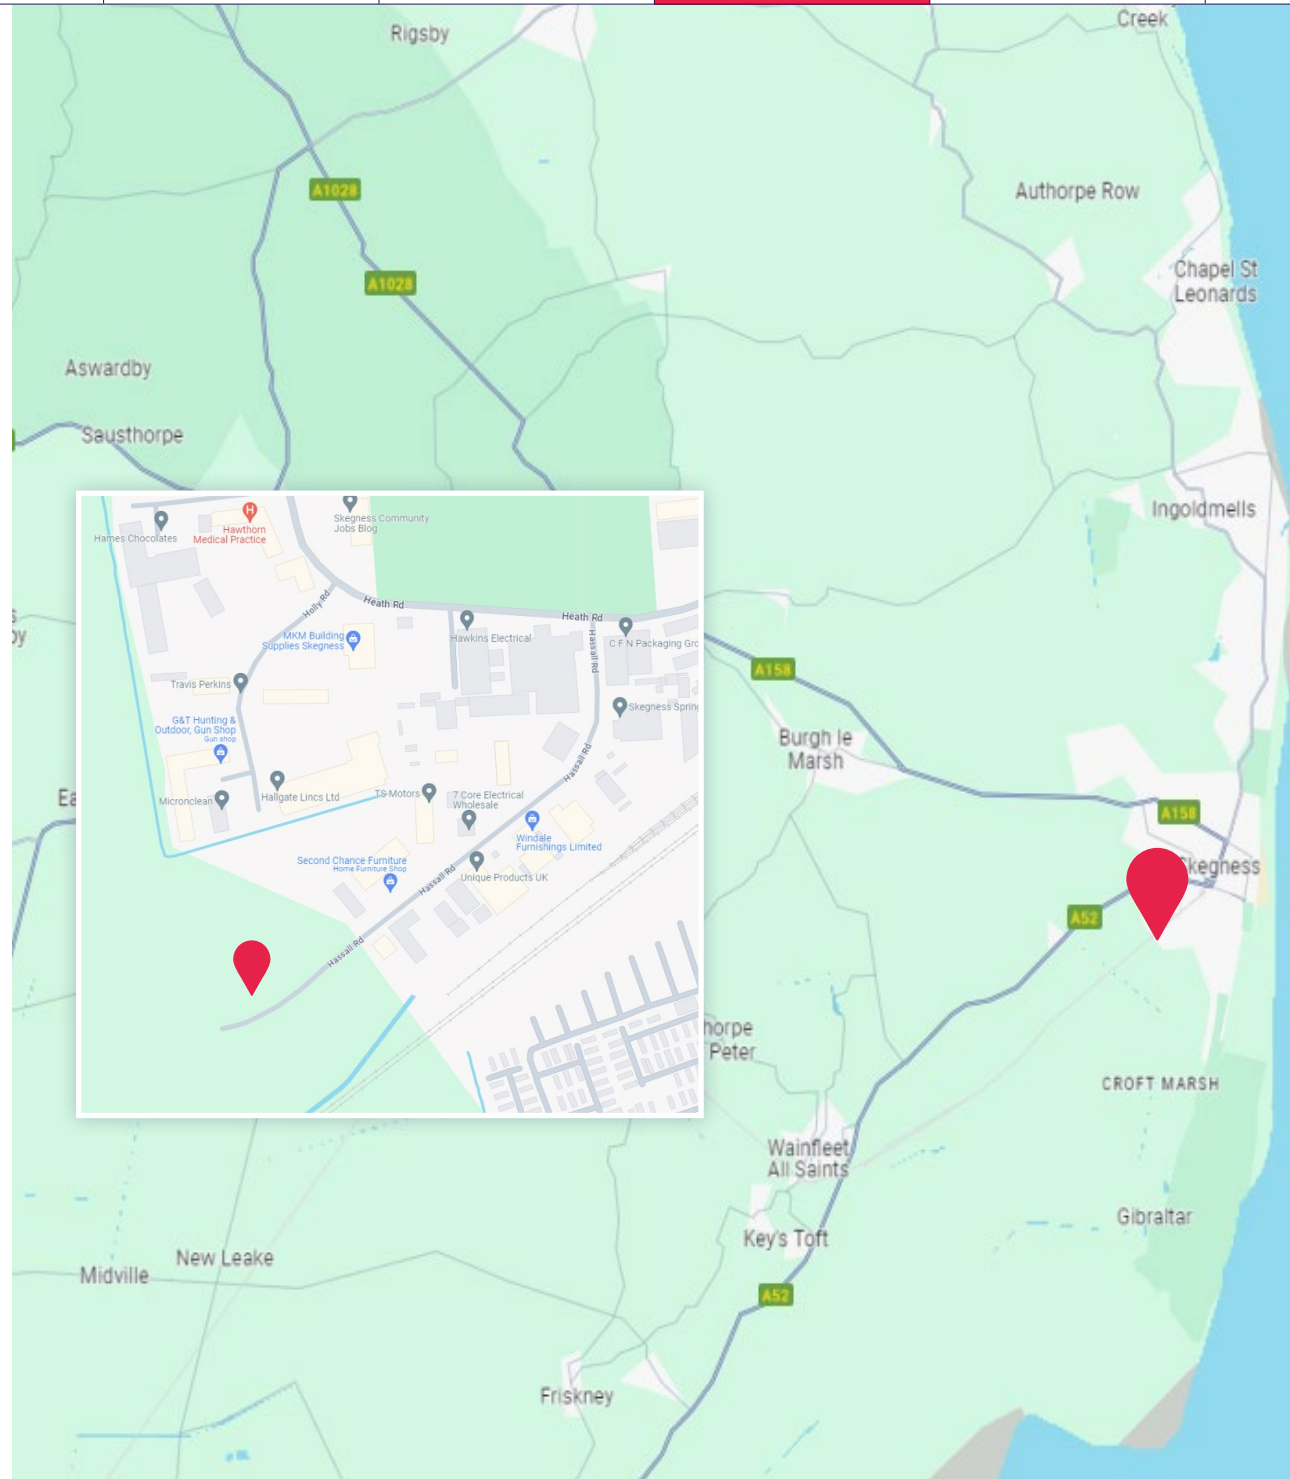 Creek
Rigsby
A1028
Authorpe Row
Chapel St
Leonards
A1028
Aswardby
Sausthorpe
Ingoldmells
A158
Burgh le
Marsh
A158
Skegness
A52
horpe
Peter
CROFT MARSH
Wainfleet
All Saints
Gibraltar
Key's Toft
New Leake
Midville
A52
Friskney
Hames Chocolates
Hawthorn
Medical Practice
Skegness Community
Jobs Blog
Holly Rd
Heath Rd
Heath Rd
MKM Building
Supplies Skegness
Hawkins Electrical
Hassall Rd
C F N Packaging Gro
Travis Perkins
Skegness Spring
G&T Hunting &
Outdoor, Gun Shop
Gun shop
Hassall Rd
Micronclean
Hallgate Lincs Ltd
TS Motors
7 Core Electrical
Wholesale
Windale
Furnishings Limited
Second Chance Furniture
Home Furniture Shop
Unique Products UK
Hassall Rd
Hassall Rd